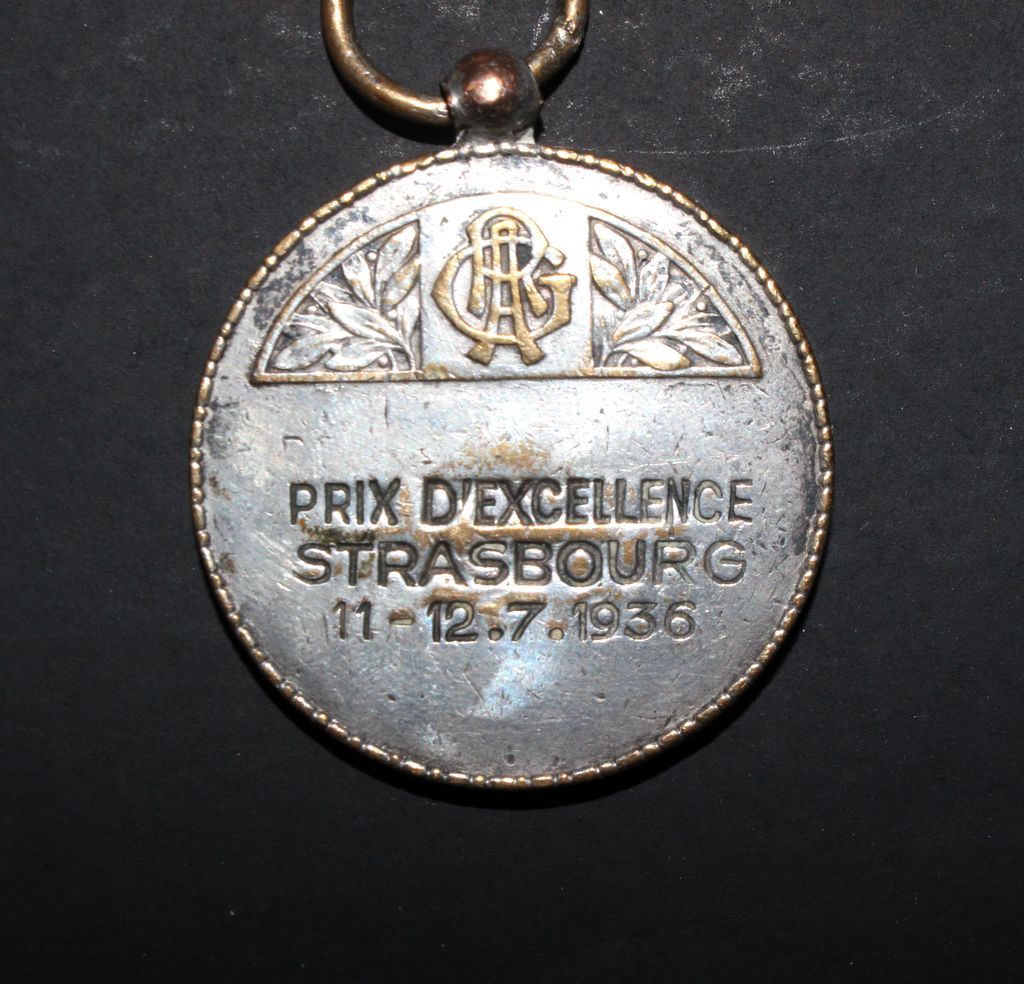 PRIX D'EXCELLENCE
STRASBOURG
11-12.7.1936